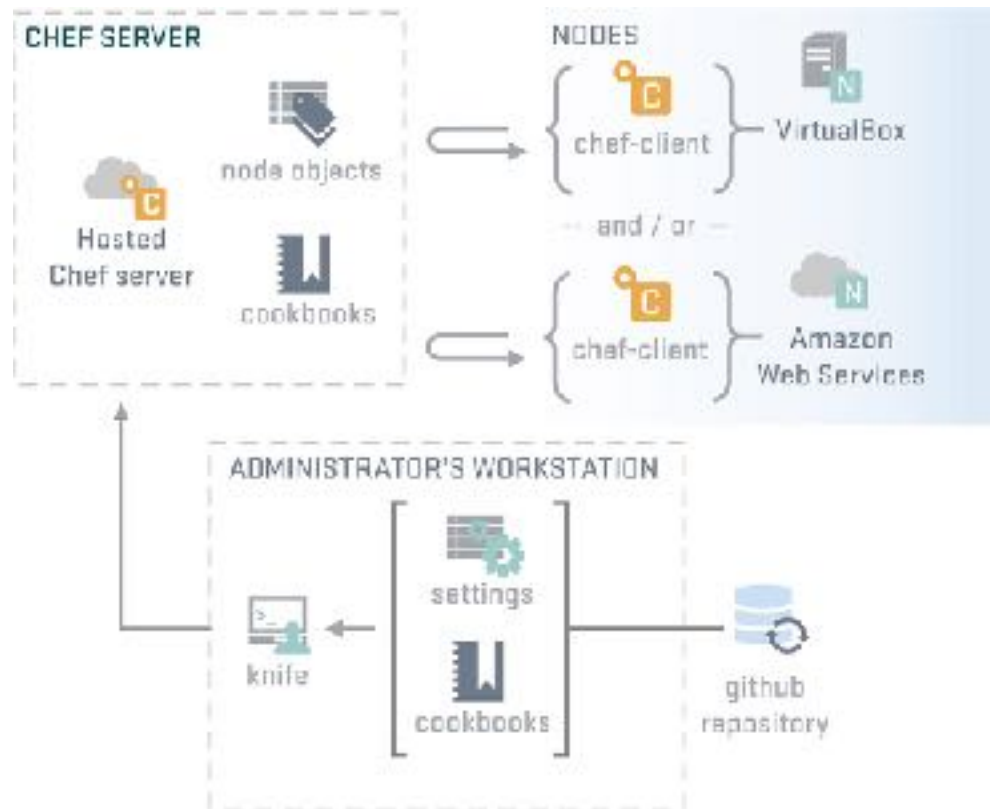 CHEF SERVER
node objects
C
Hosted
Chef server
cookbooks
NODES
C
chef-client
N
VirtualBox
and / or
C
chef-client
N
Amazon
Web Services
ADMINISTRATOR'S WORKSTATION
settings
>_
knife
cookbooks
github
repository